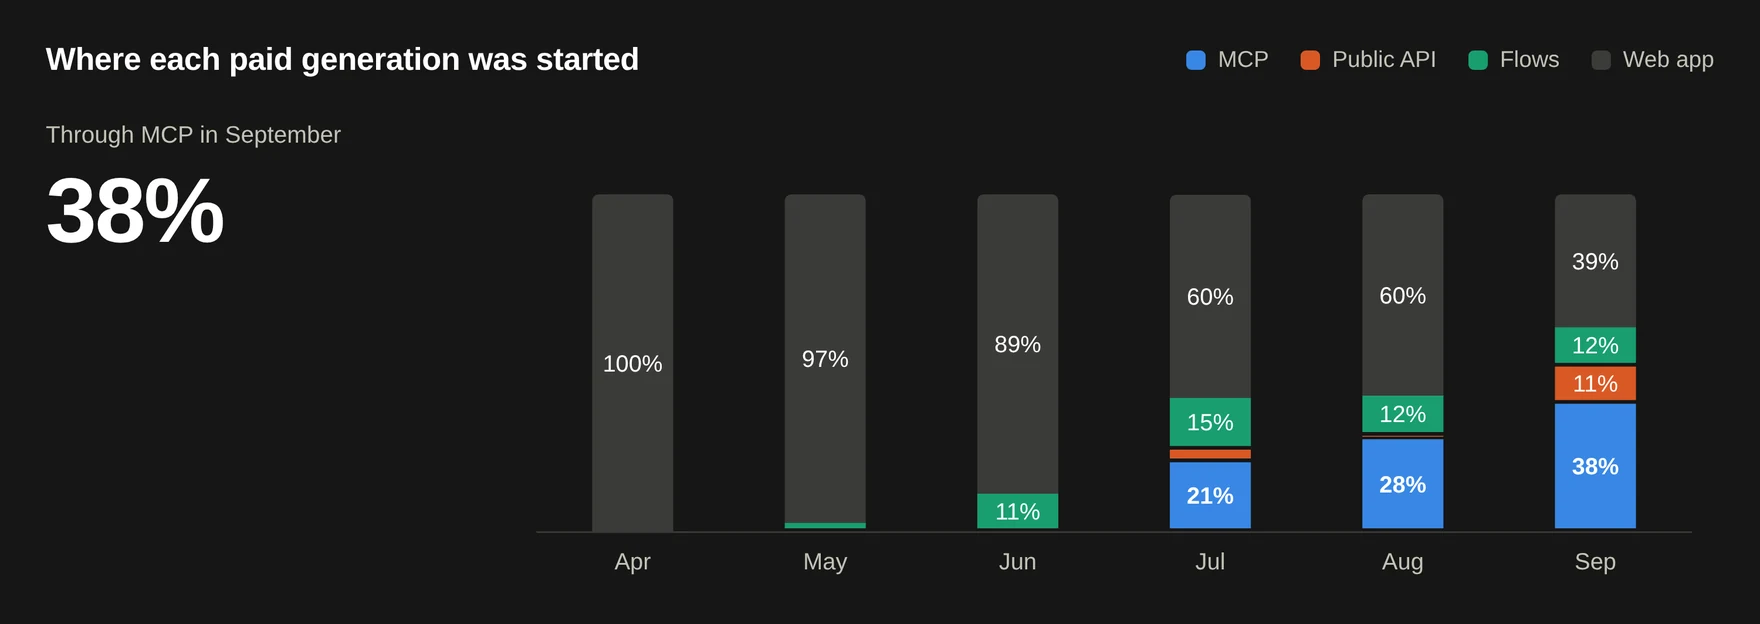 Where each paid generation was started
MCP
Public API
Flows
Web app
Through MCP in September
38%
100%
97%
89%
11%
60%
15%
21%
60%
12%
28%
39%
12%
11%
38%
Apr
May
Jun
Jul
Aug
Sep